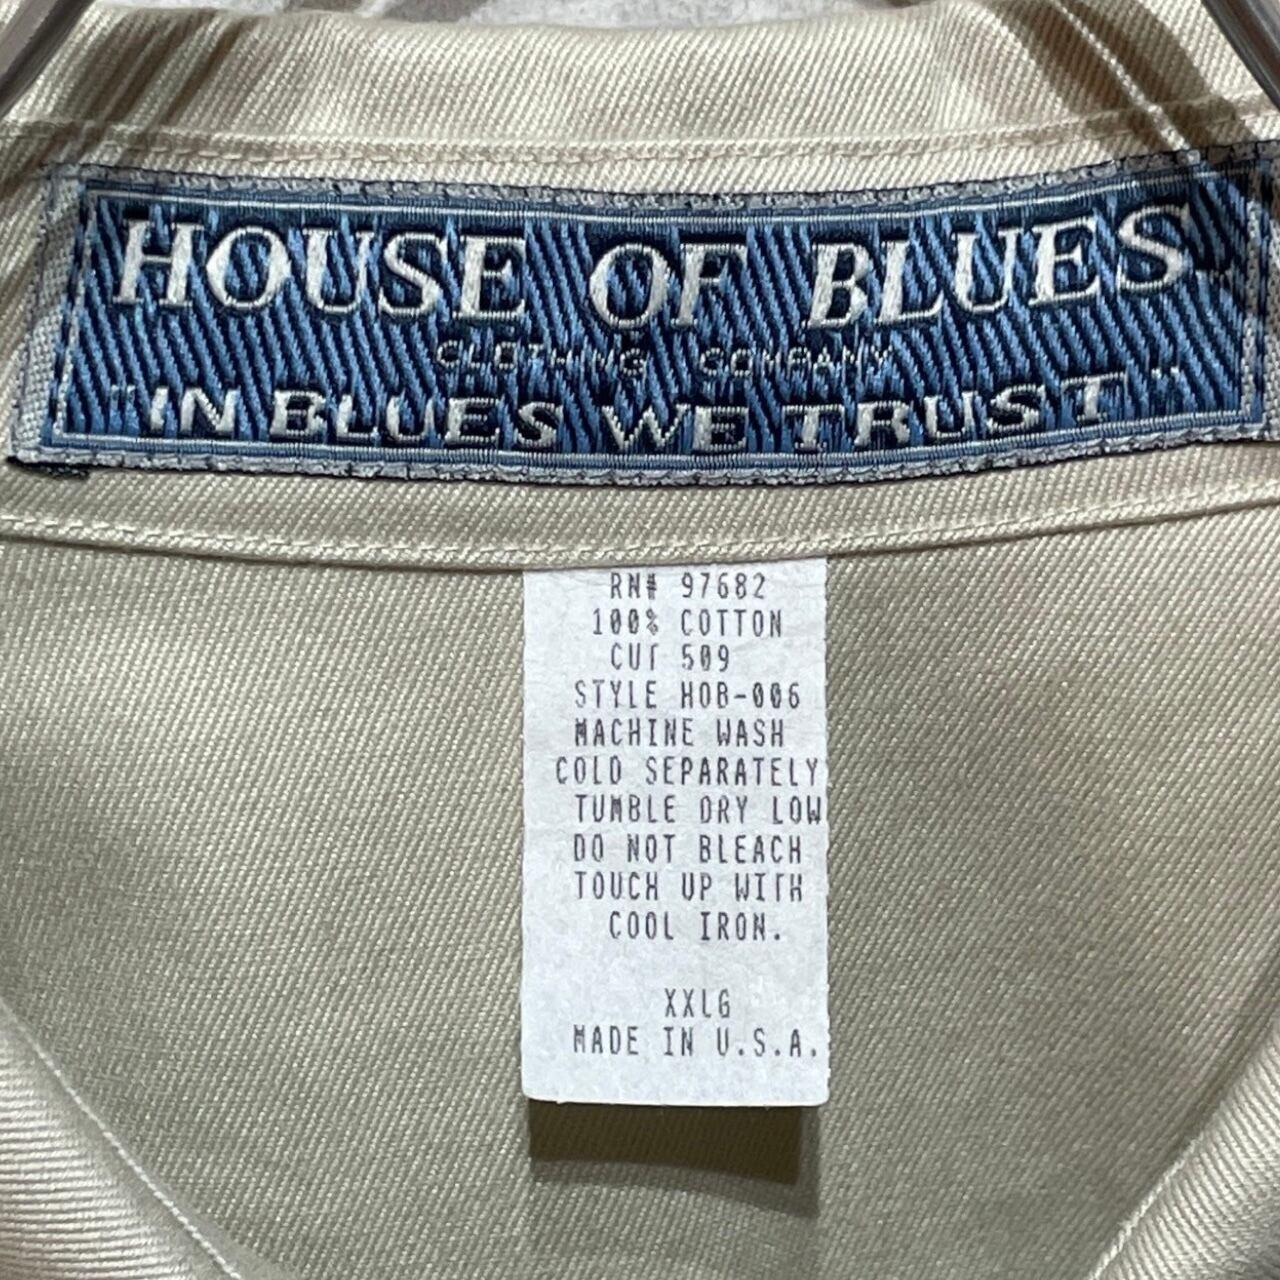 HOUSE OF BLUES
CLOTHING COMPANY
"IN BLUES WE TRUST"
RN# 97682
100% COTTON
CUT 509
STYLE HOB-006
MACHINE WASH
COLD SEPARATELY
TUMBLE DRY LOW
DO NOT BLEACH
TOUCH UP WITH
COOL IRON.
XXLG
MADE IN U.S.A.